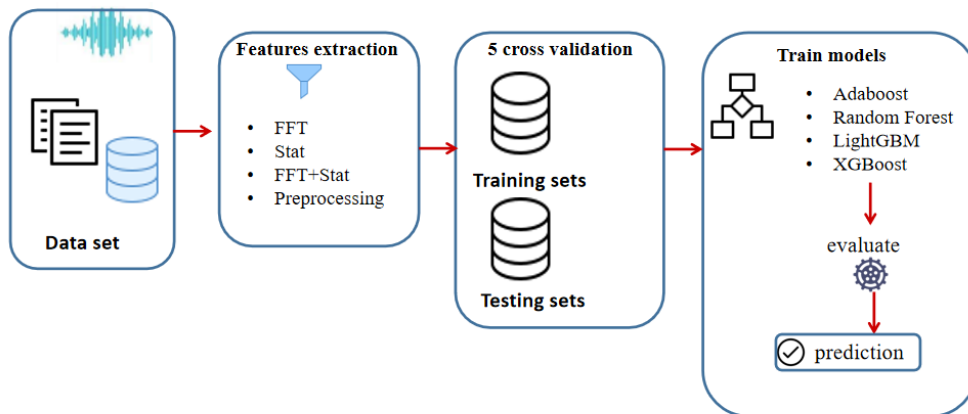 Data set
Features extraction
• FFT
• Stat
• FFT+Stat
• Preprocessing
5 cross validation
Training sets
Testing sets
Train models
• Adaboost
• Random Forest
• LightGBM
• XGBoost
evaluate
prediction